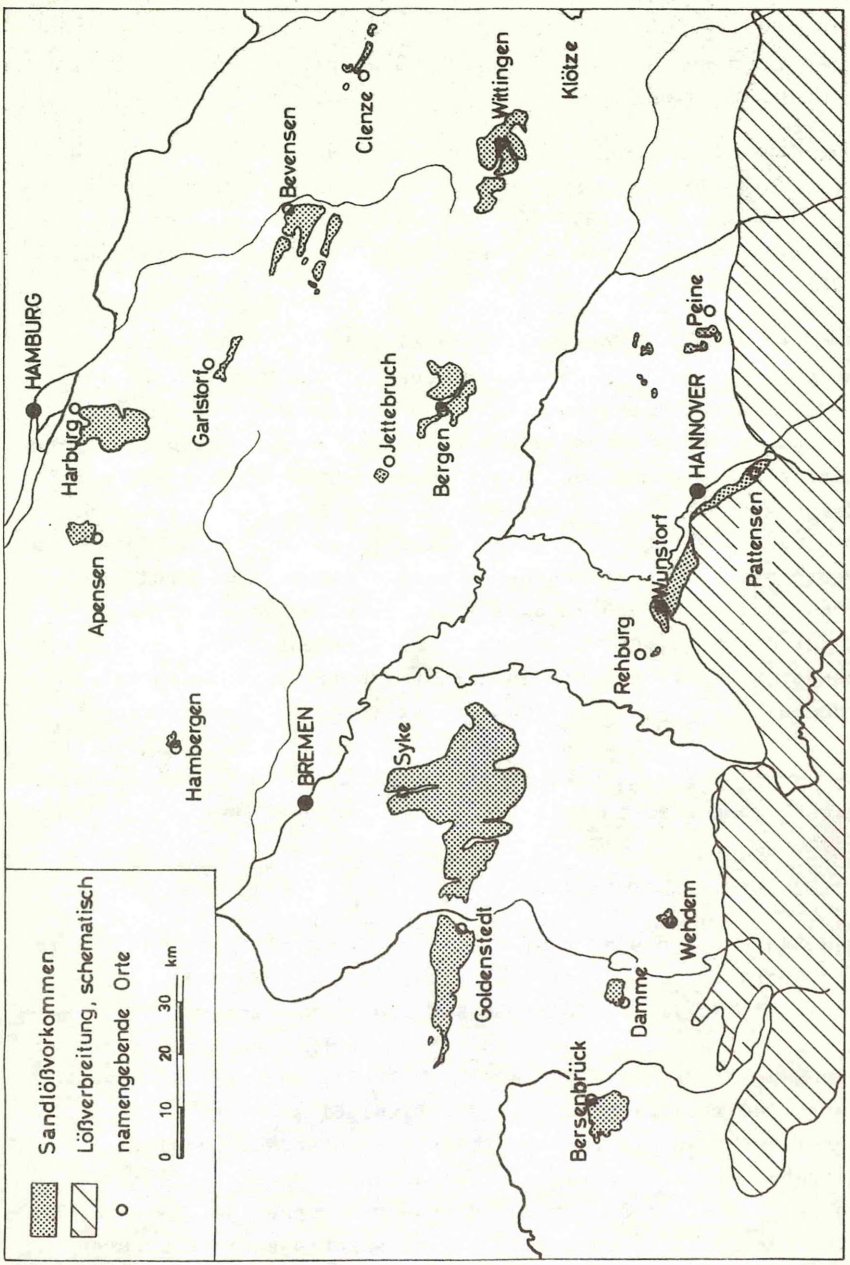 Sandlößvorkommen
Lößverbreitung, schematisch
namengebende Orte
0 10 20 30 km
HAMBURG
Harburg
Apensen
Garlstorf
Bevensen
Clenze
Hambergen
BREMEN
Jettebruch
Bergen
Wittingen
Klötze
Syke
Goldenstedt
Rehburg
Wunstorf
HANNOVER
Peine
Pattensen
Wehdem
Damme
Bersenbrück